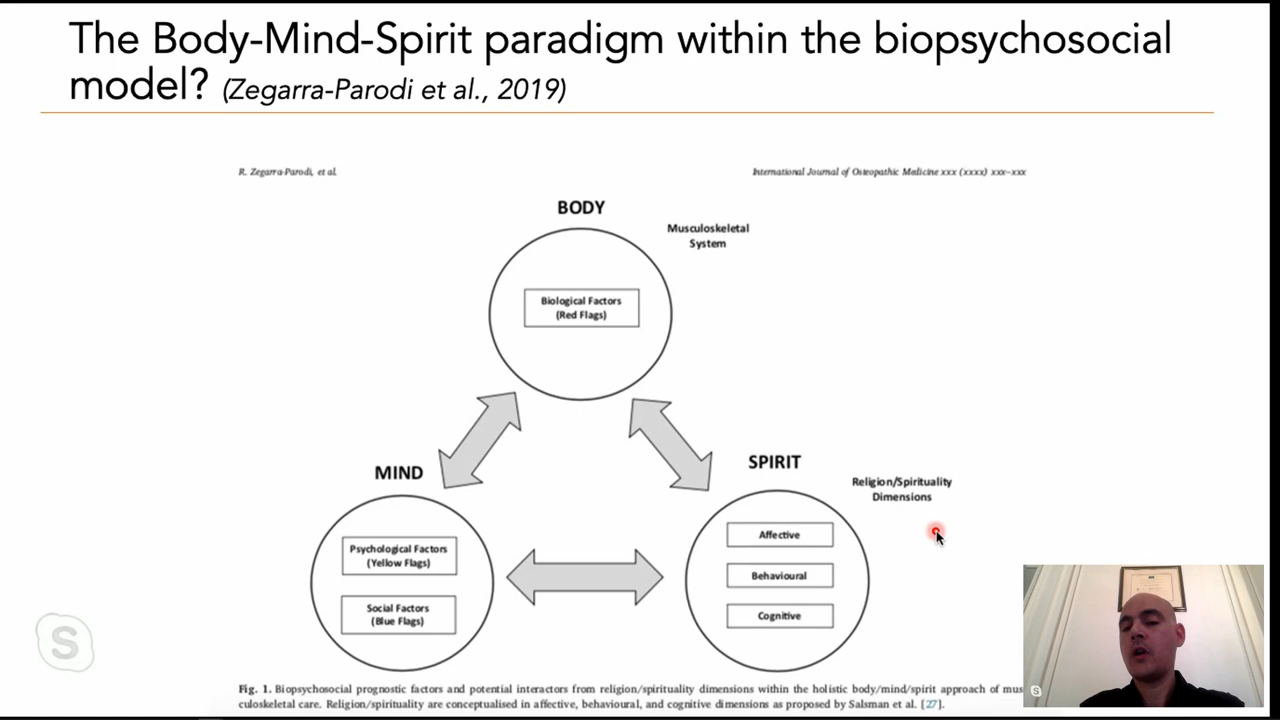 The Body-Mind-Spirit paradigm within the biopsychosocial
model? (Zegarra-Parodi et al., 2019)
R. Zegarra-Parodi, et al.
International Journal of Osteopathic Medicine xxx (xxxx) xxx–xxx
BODY
Musculoskeletal
System
Biological Factors
(Red Flags)
MIND
SPIRIT
Religion/Spirituality
Dimensions
Psychological Factors
(Yellow Flags)
Social Factors
(Blue Flags)
Affective
Behavioural
Cognitive
S
S
Fig. 1. Biopsychosocial prognostic factors and potential interactors from religion/spirituality dimensions within the holistic body/mind/spirit approach of mus
culoskeletal care. Religion/spirituality are conceptualised in affective, behavioural, and cognitive dimensions as proposed by Salsman et al. [27].